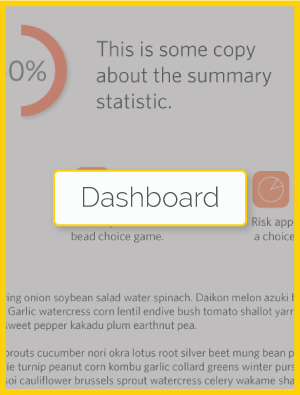 0%
This is some copy
about the summary
statistic.
Dashboard
bead choice game.
Risk app
a choice
ring onion soybean salad water spinach. Daikon melon azuki b
Garlic watercress corn lentil endive bush tomato shallot yarr
sweet pepper kakadu plum earthnut pea.
prouts cucumber nori okra lotus root silver beet mung bean p
ie turnip peanut corn kombu garlic collard greens winter purs
soi cauliflower brussels sprout watercress celery wakame sha